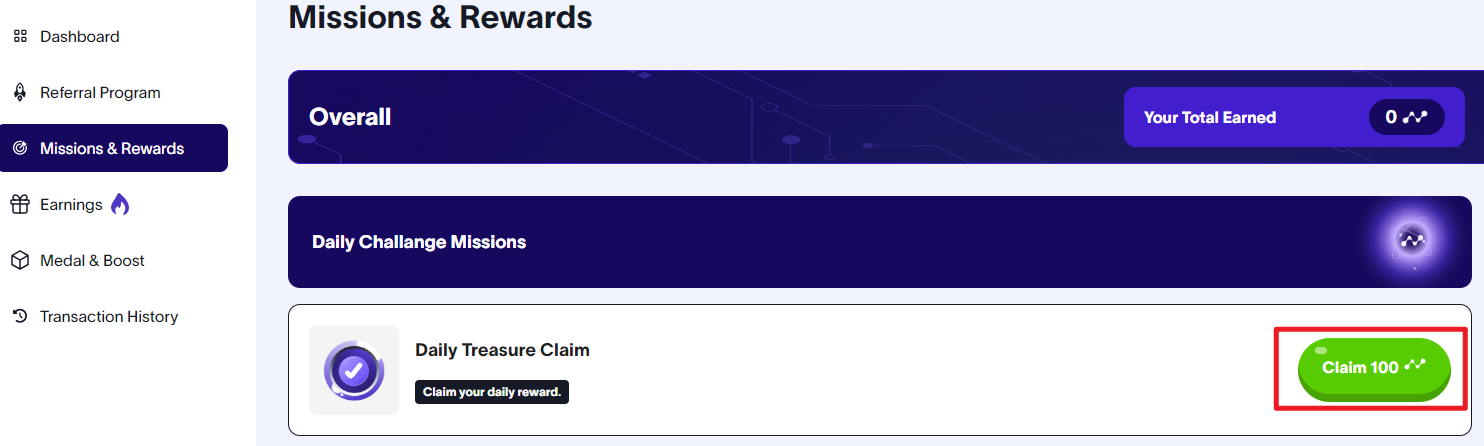 Missions & Rewards
Dashboard
Referral Program
Missions & Rewards
Earnings
Medal & Boost
Transaction History
Overall
Your Total Earned
0
Daily Challange Missions
Daily Treasure Claim
Claim your daily reward.
Claim 100